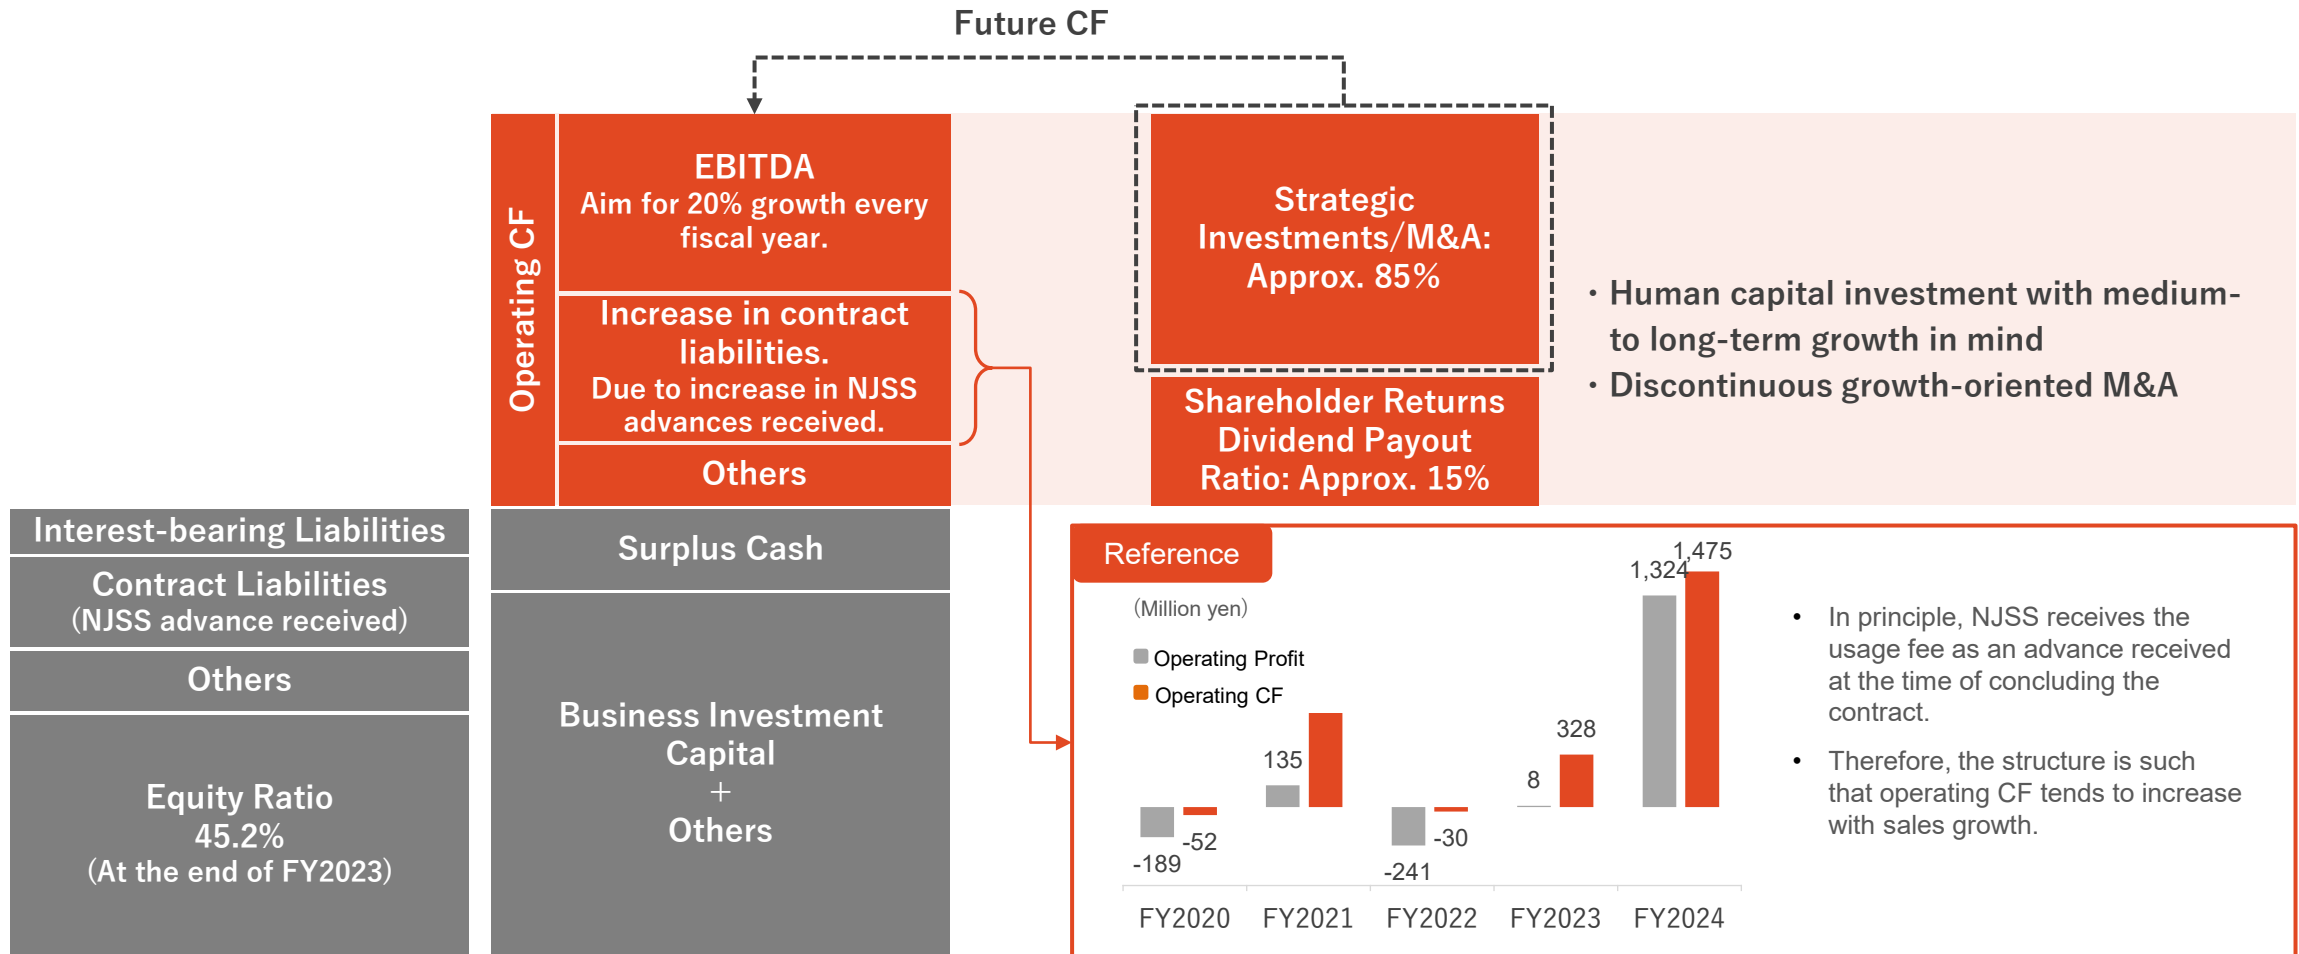 Future CF
Operating CF
EBITDA
Aim for 20% growth every
fiscal year.
Increase in contract
liabilities.
Due to increase in NJSS
advances received.
Others
Strategic
Investments/M&A:
Approx. 85%
Shareholder Returns
Dividend Payout
Ratio: Approx. 15%
・Human capital investment with medium-
to long-term growth in mind
・Discontinuous growth-oriented M&A
Interest-bearing Liabilities
Contract Liabilities
(NJSS advance received)
Others
Equity Ratio
45.2%
(At the end of FY2023)
Surplus Cash
Business Investment
Capital
+
Others
Reference
(Million yen)
Operating Profit
Operating CF
-189
-52
135
-241
-30
8
328
1,324
1,475
FY2020
FY2021
FY2022
FY2023
FY2024
• In principle, NJSS receives the
usage fee as an advance received
at the time of concluding the
contract.
• Therefore, the structure is such
that operating CF tends to increase
with sales growth.